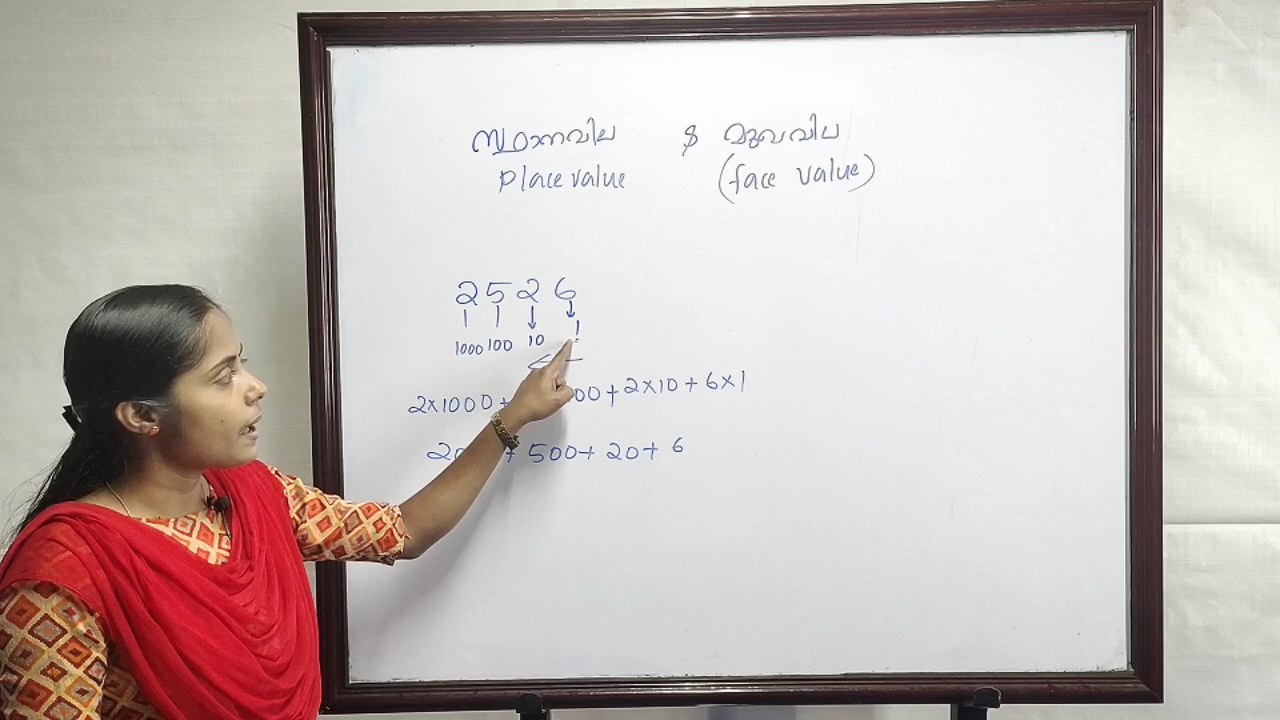 സ്ഥാനവില & മുഖവില
Place value (face value)
2 5 2 6
1000 100 10 1
2×1000 + 00 + 2×10 + 6×1
20 + 500 + 20 + 6